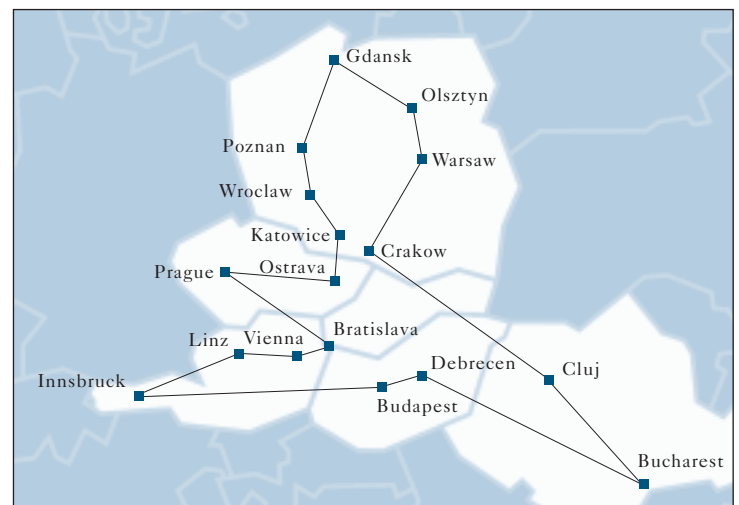 Gdansk
Olsztyn
Poznan
Warsaw
Wroclaw
Katowice
Crakow
Prague
Ostrava
Linz
Vienna
Bratislava
Innsbruck
Debrecen
Cluj
Budapest
Bucharest